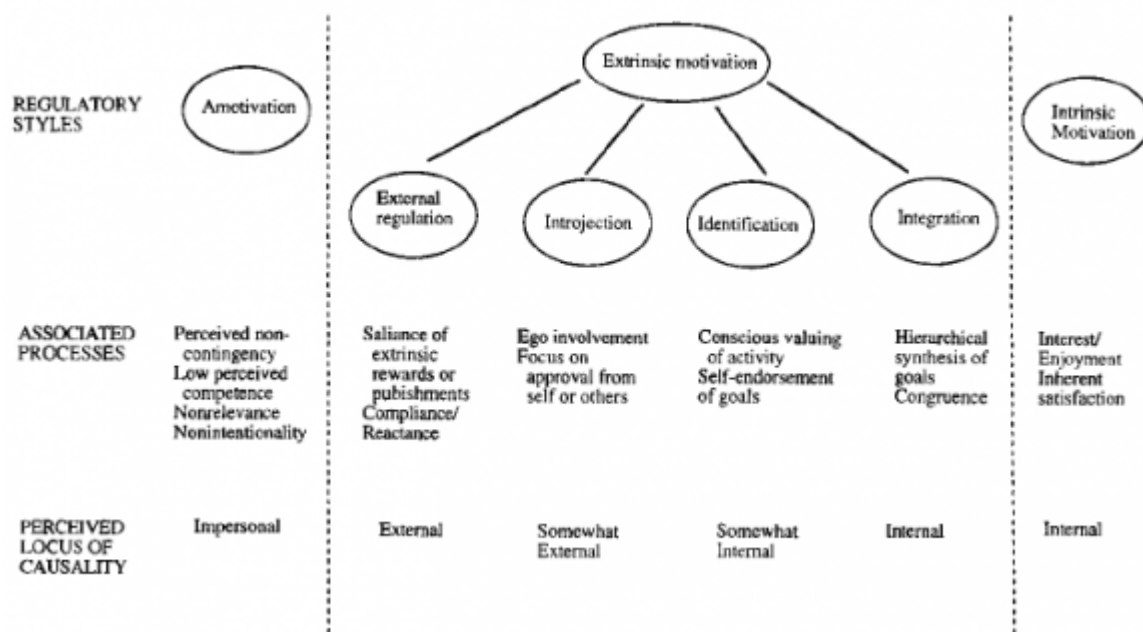 Extrinsic motivation
REGULATORY
STYLES
Amotivation
Intrinsic
Motivation
External
regulation
Introjection
Identification
Integration
ASSOCIATED
PROCESSES
Perceived non-
contingency
Low perceived
competence
Nonrelevance
Nonintentionality
Saliance of
extrinsic
rewards or
punishments
Compliance/
Reactance
Ego involvement
Focus on
approval from
self or others
Conscious valuing
of activity
Self-endorsement
of goals
Hierarchical
synthesis of
goals
Congruence
Interest/
Enjoyment
Inherent
satisfaction
PERCEIVED
LOCUS OF
CAUSALITY
Impersonal
External
Somewhat
External
Somewhat
Internal
Internal
Internal